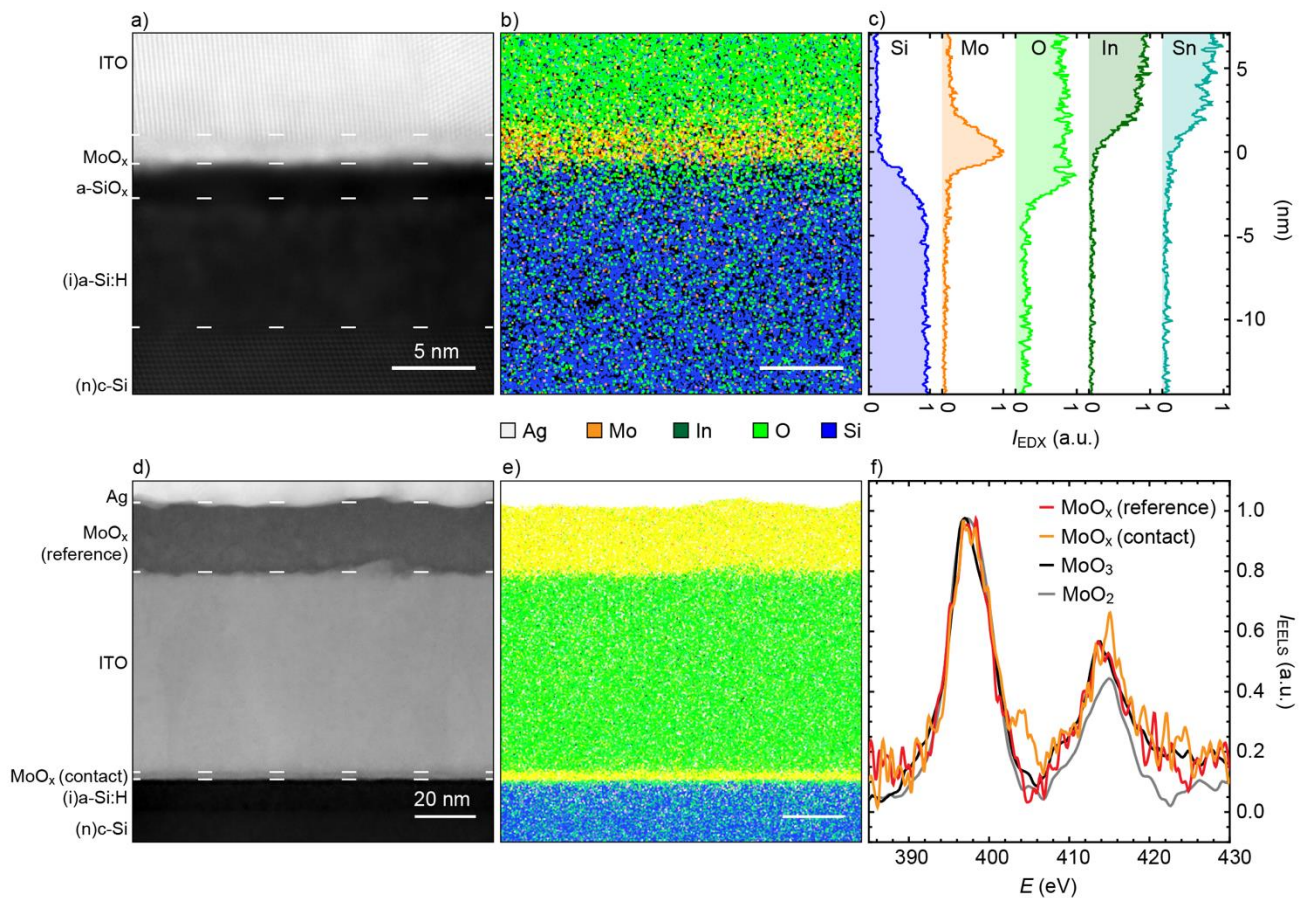 a)
b)
c)
ITO
MoOₓ
a-SiOₓ
(i)a-Si:H
(n)c-Si
5 nm
Si
Mo
O
In
Sn
5
0
-5
-10
(nm)
0 1 0 1 0 1 0 1 0 1
I_EDX (a.u.)
Ag Mo In O Si
d)
e)
f)
Ag
MoOₓ
(reference)
ITO
MoOₓ (contact)
(i)a-Si:H
(n)c-Si
20 nm
MoOₓ (reference)
MoOₓ (contact)
MoO₃
MoO₂
1.0
0.8
0.6
0.4
0.2
0.0
I_EELS (a.u.)
390 400 410 420 430
E (eV)